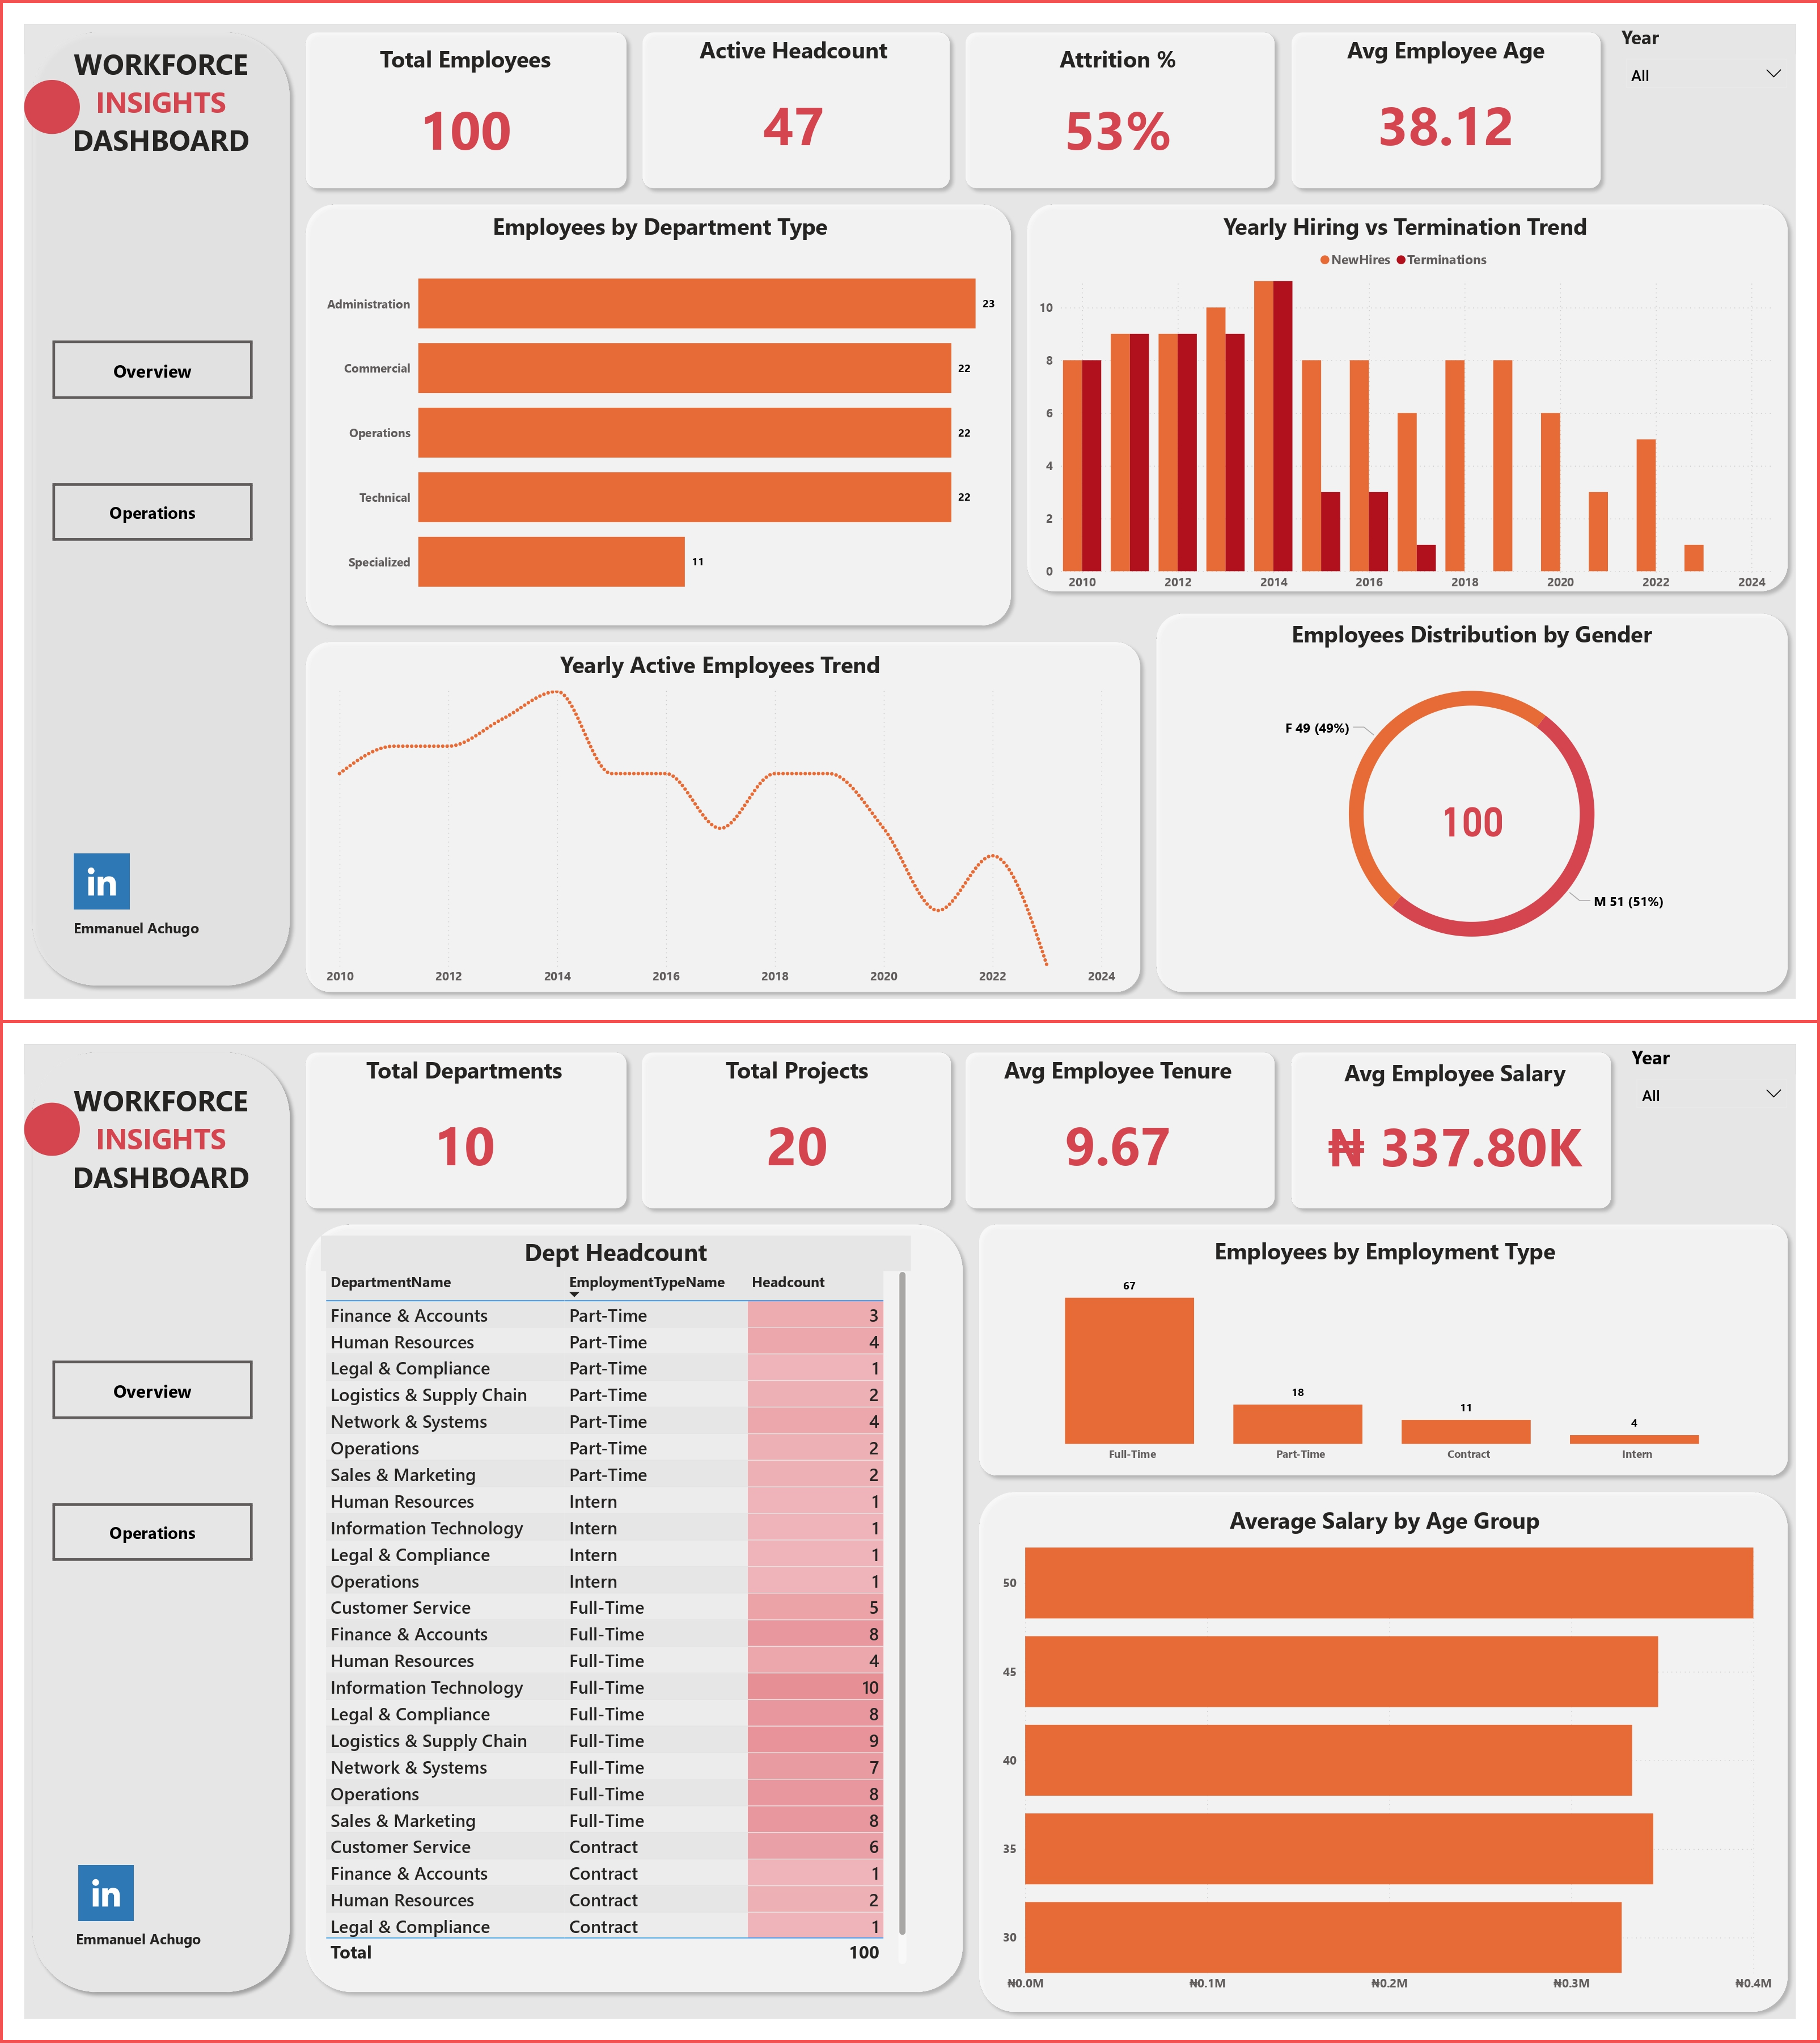 WORKFORCE
INSIGHTS
DASHBOARD
Overview
Operations
in
Emmanuel Achugo
Total Employees
100
Active Headcount
47
Attrition %
53%
Avg Employee Age
38.12
Year
All
Employees by Department Type
Administration 23
Commercial 22
Operations 22
Technical 22
Specialized 11
Yearly Hiring vs Termination Trend
NewHires Terminations
10
8
6
4
2
0
2010 2012 2014 2016 2018 2020 2022 2024
Yearly Active Employees Trend
2010 2012 2014 2016 2018 2020 2022 2024
Employees Distribution by Gender
F 49 (49%)
100
M 51 (51%)
WORKFORCE
INSIGHTS
DASHBOARD
Overview
Operations
in
Emmanuel Achugo
Total Departments
10
Total Projects
20
Avg Employee Tenure
9.67
Avg Employee Salary
₦ 337.80K
Year
All
Dept Headcount
DepartmentName EmploymentTypeName Headcount
Finance & Accounts Part-Time 3
Human Resources Part-Time 4
Legal & Compliance Part-Time 1
Logistics & Supply Chain Part-Time 2
Network & Systems Part-Time 4
Operations Part-Time 2
Sales & Marketing Part-Time 2
Human Resources Intern 1
Information Technology Intern 1
Legal & Compliance Intern 1
Operations Intern 1
Customer Service Full-Time 5
Finance & Accounts Full-Time 8
Human Resources Full-Time 4
Information Technology Full-Time 10
Legal & Compliance Full-Time 8
Logistics & Supply Chain Full-Time 9
Network & Systems Full-Time 7
Operations Full-Time 8
Sales & Marketing Full-Time 8
Customer Service Contract 6
Finance & Accounts Contract 1
Human Resources Contract 2
Legal & Compliance Contract 1
Total 100
Employees by Employment Type
67 18 11 4
Full-Time Part-Time Contract Intern
Average Salary by Age Group
50
45
40
35
30
₦0.0M ₦0.1M ₦0.2M ₦0.3M ₦0.4M